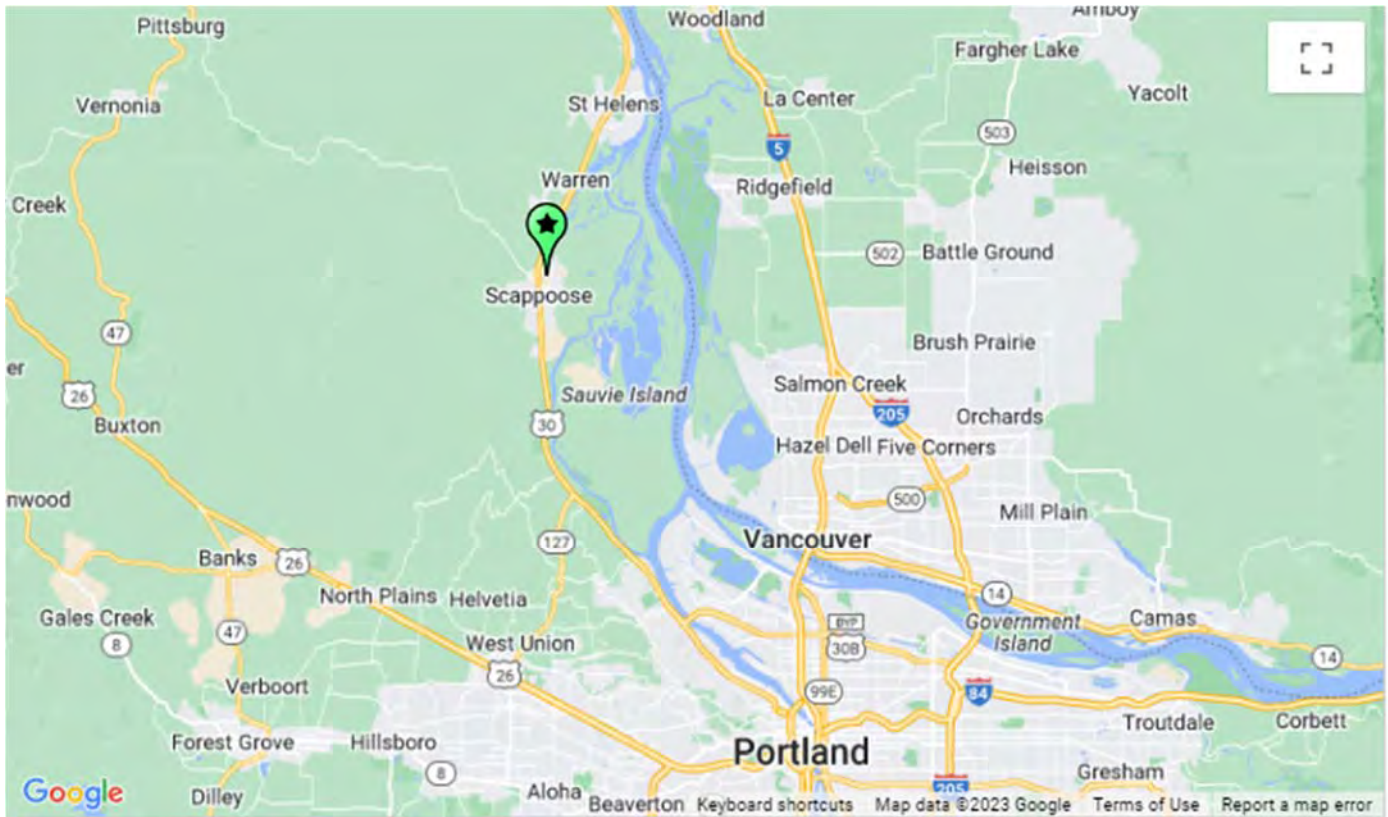 Pittsburg
Woodland
Amboy
Fargher Lake
Vernonia
St Helens
La Center
Yacolt
503
5
Heisson
Warren
Ridgefield
Creek
502
Battle Ground
Scappoose
47
Brush Prairie
26
Sauvie Island
Salmon Creek
205
Orchards
Buxton
30
Hazel Dell
Five Corners
500
Mill Plain
Vancouver
127
Banks
26
North Plains
Helvetia
14
Gales Creek
8
47
West Union
BYP
30B
Government
Island
Camas
14
26
Verboort
99E
84
Troutdale
Corbett
Forest Grove
Hillsboro
8
Portland
Gresham
205
Google
Dilley
Aloha
Beaverton
Keyboard shortcuts
Map data ©2023 Google
Terms of Use
Report a map error